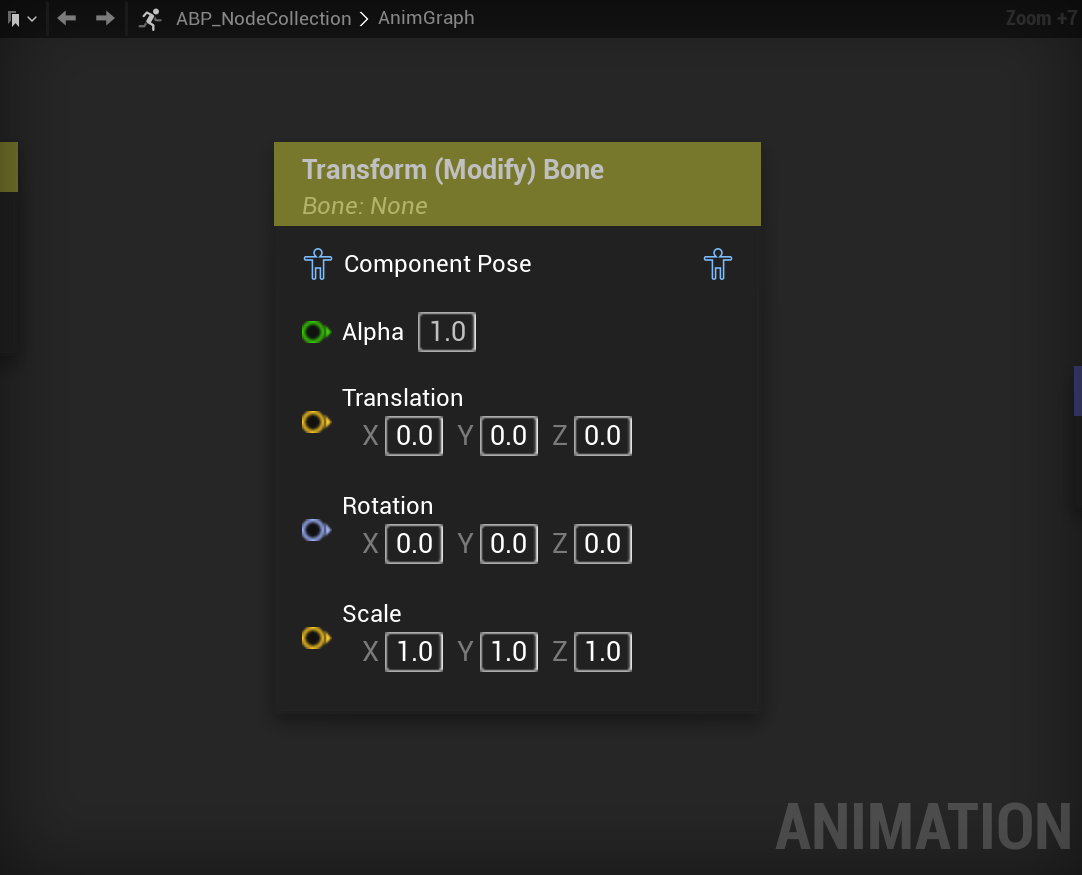 ABP_NodeCollection > AnimGraph
Zoom +7
Transform (Modify) Bone
Bone: None
Component Pose
Alpha 1.0
Translation
X 0.0 Y 0.0 Z 0.0
Rotation
X 0.0 Y 0.0 Z 0.0
Scale
X 1.0 Y 1.0 Z 1.0
ANIMATION